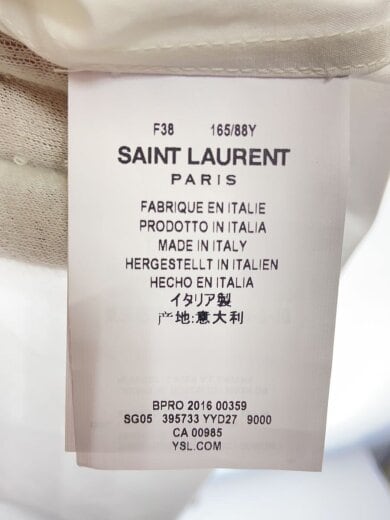 F38 165/88Y
SAINT LAURENT
PARIS
FABRIQUE EN ITALIE
PRODOTTO IN ITALIA
MADE IN ITALY
HERGESTELLT IN ITALIEN
HECHO EN ITALIA
イタリア製
产地:意大利
BPRO 2016 00359
SG05 395733 YYD27 9000
CA 00985
YSL.COM